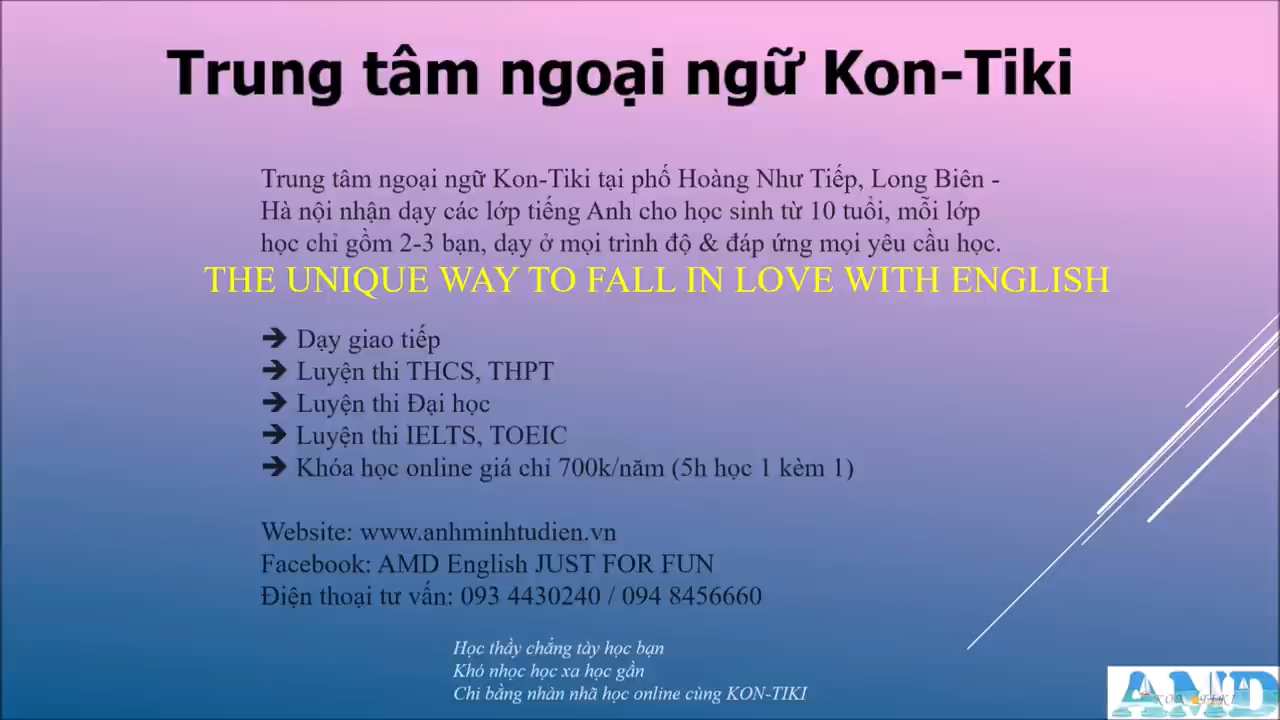 Trung tâm ngoại ngữ Kon-Tiki
Trung tâm ngoại ngữ Kon-Tiki tại phố Hoàng Như Tiếp, Long Biên -
Hà nội nhận dạy các lớp tiếng Anh cho học sinh từ 10 tuổi, mỗi lớp
học chỉ gồm 2-3 bạn, dạy ở mọi trình độ & đáp ứng mọi yêu cầu học.
THE UNIQUE WAY TO FALL IN LOVE WITH ENGLISH
➔ Dạy giao tiếp
➔ Luyện thi THCS, THPT
➔ Luyện thi Đại học
➔ Luyện thi IELTS, TOEIC
➔ Khóa học online giá chỉ 700k/năm (5h học 1 kèm 1)
Website: www.anhminhtudien.vn
Facebook: AMD English JUST FOR FUN
Điện thoại tư vấn: 093 4430240 / 094 8456660
Học thầy chẳng tày học bạn
Khó nhọc học xa học gần
Chi bằng nhàn nhã học online cùng KON-TIKI
AMD
KON TIKI